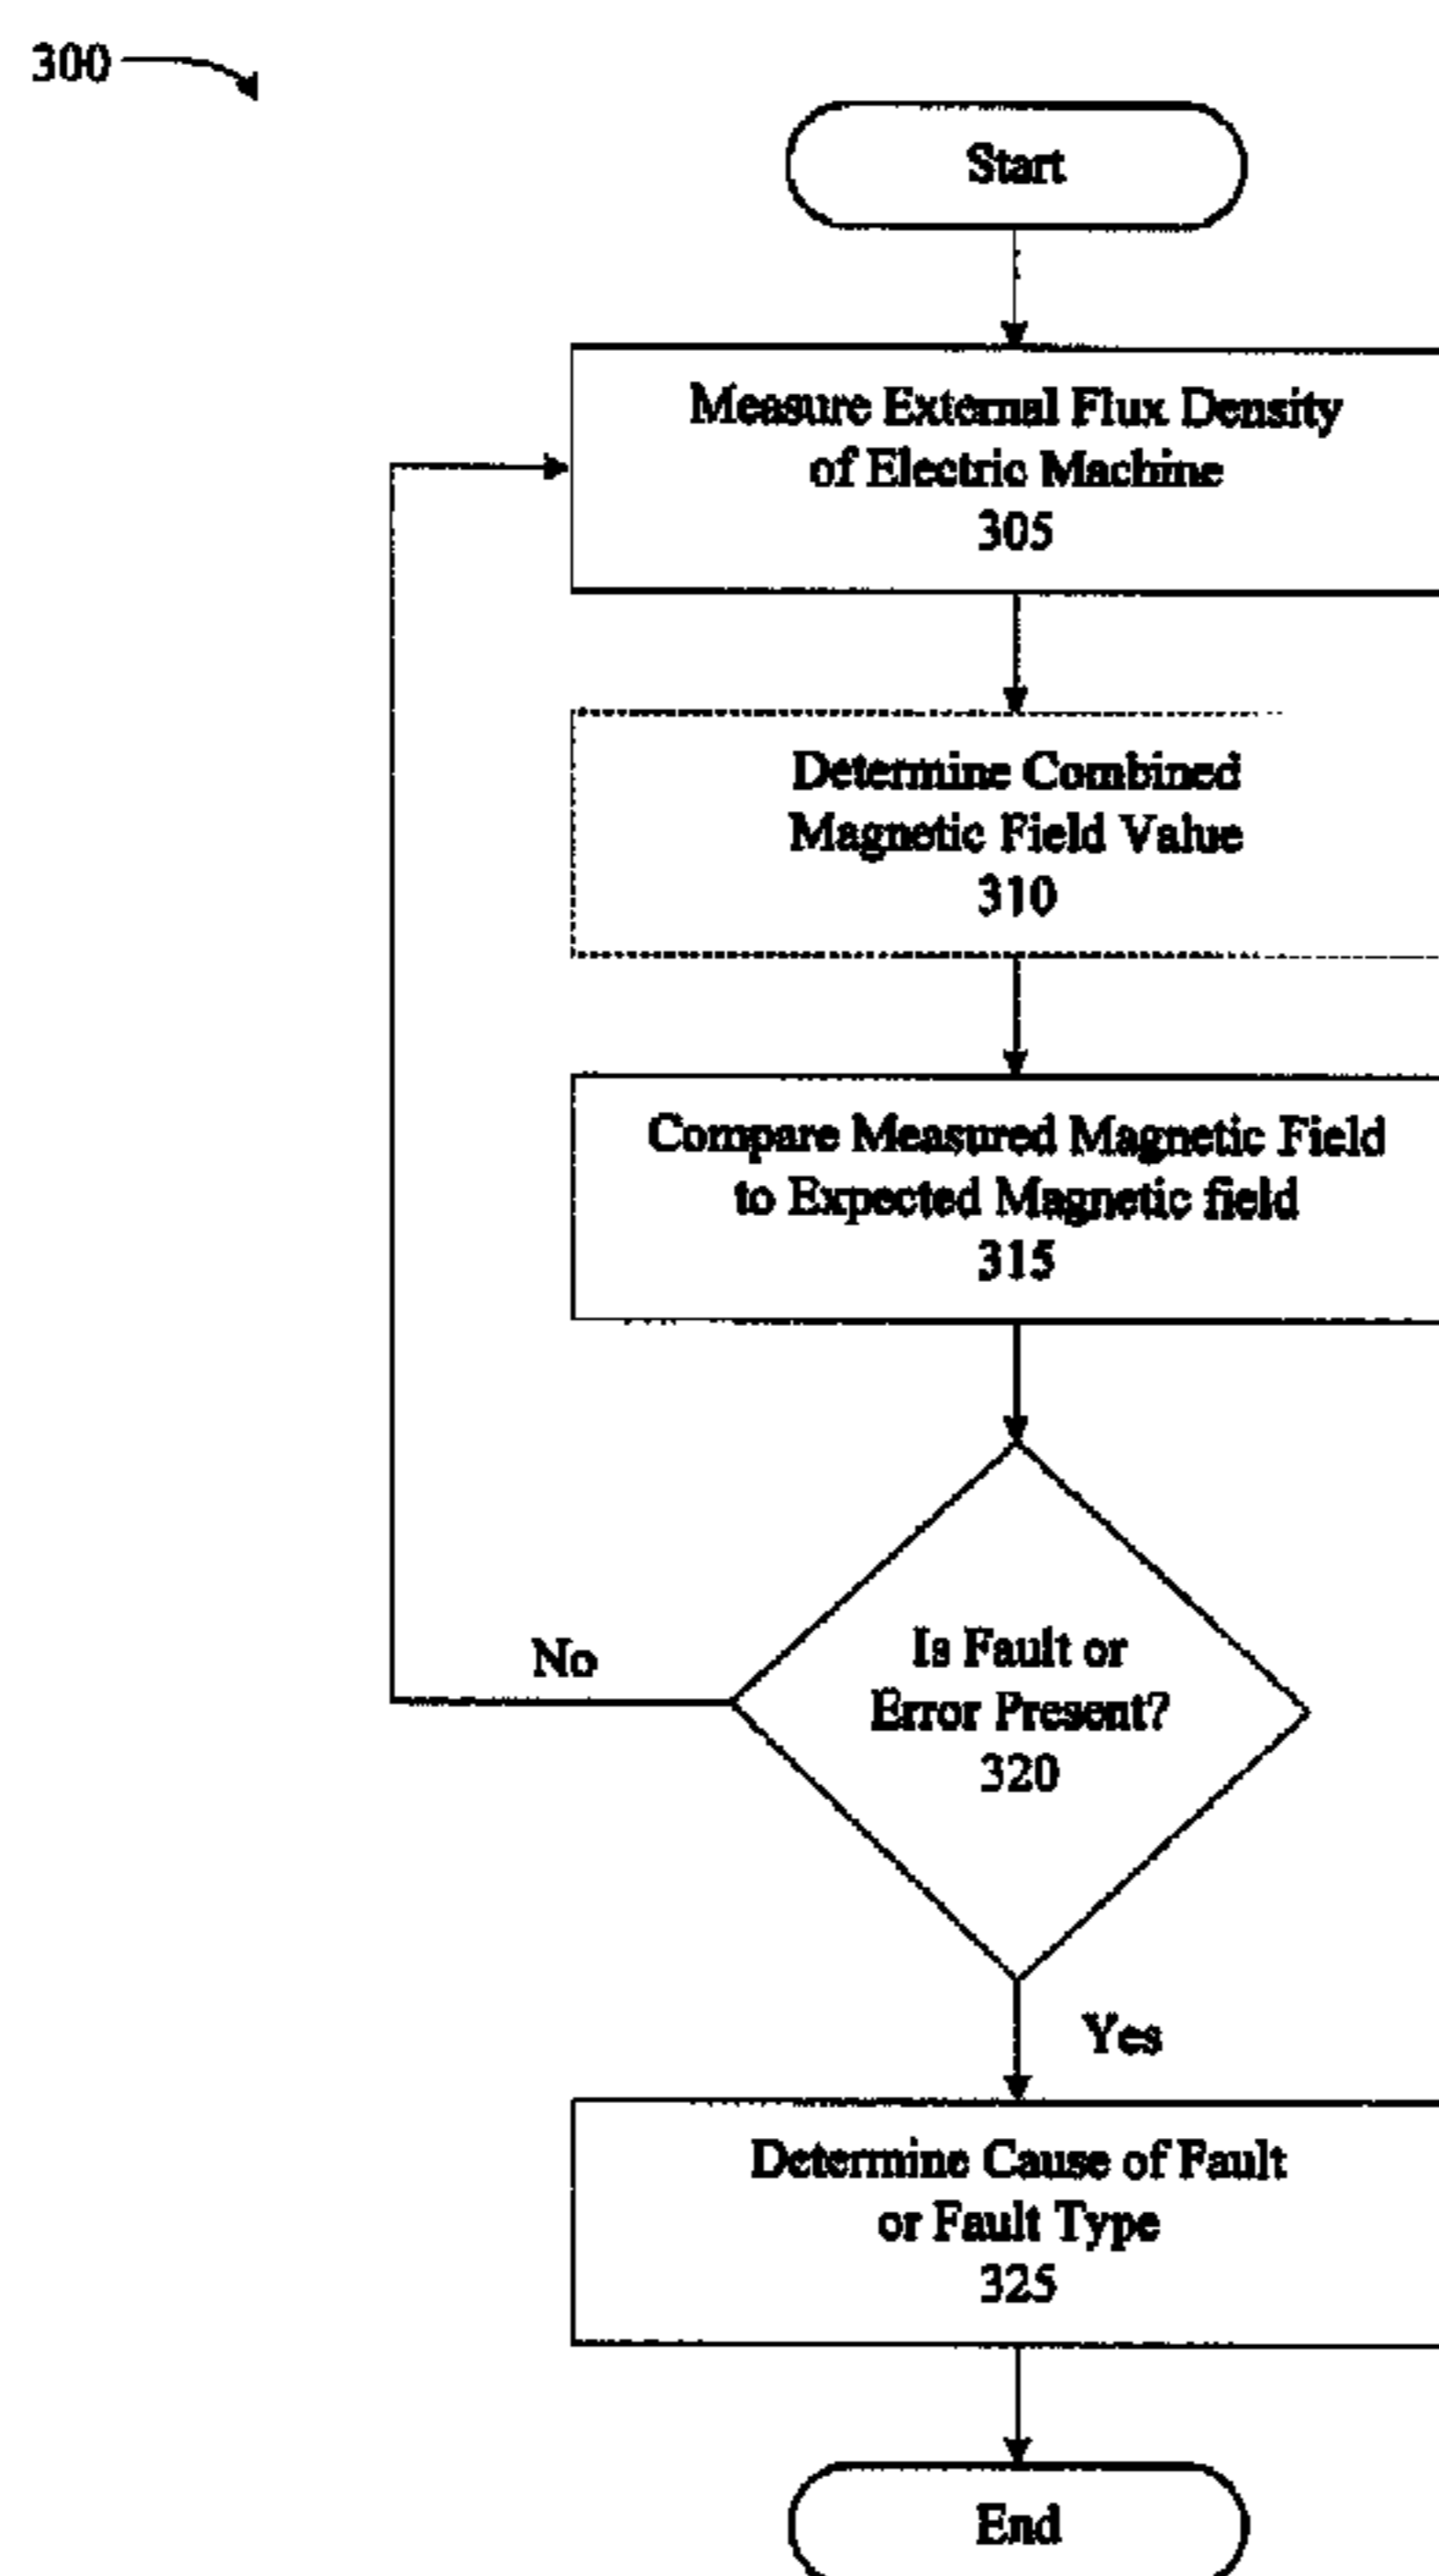 300
Start
Measure External Flux Density
of Electric Machine
305
Determine Combined
Magnetic Field Value
310
Compare Measured Magnetic Field
to Expected Magnetic field
315
Is Fault or
Error Present?
320
No
Yes
Determine Cause of Fault
or Fault Type
325
End